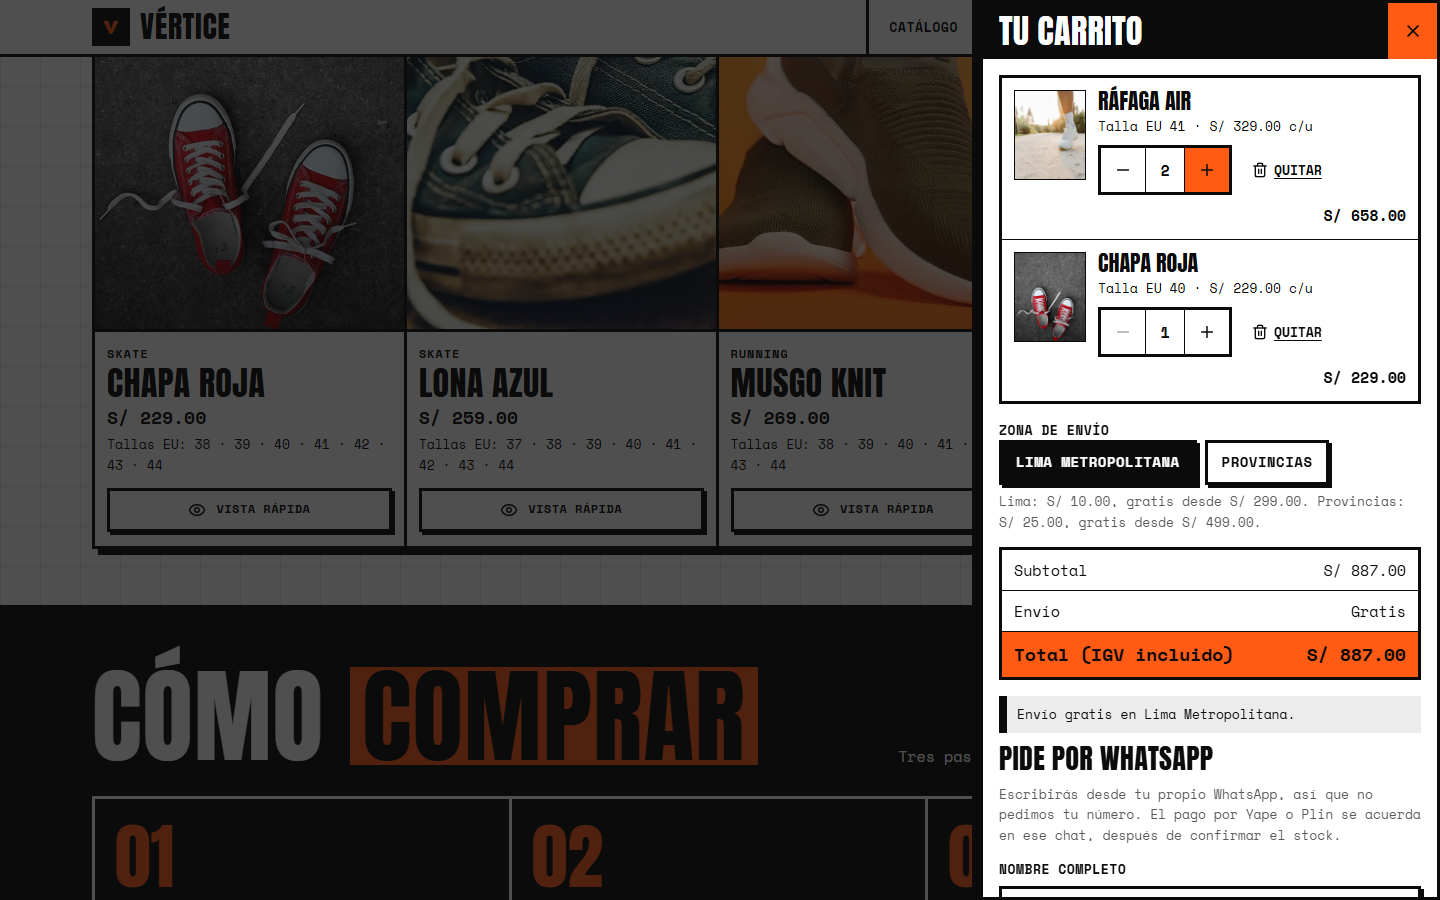 V VÉRTICE
CATÁLOGO
SKATE
CHAPA ROJA
S/ 229.00
Tallas EU: 38 · 39 · 40 · 41 · 42 ·
43 · 44
VISTA RÁPIDA
SKATE
LONA AZUL
S/ 259.00
Tallas EU: 37 · 38 · 39 · 40 · 41 ·
42 · 43 · 44
VISTA RÁPIDA
RUNNING
MUSGO KNIT
S/ 269.00
Tallas EU: 38 · 39 · 40 · 41 ·
43 · 44
VISTA RÁPIDA
CÓMO COMPRAR
Tres pas
01
02
0
TU CARRITO
RÁFAGA AIR
Talla EU 41 · S/ 329.00 c/u
2
QUITAR
S/ 658.00
CHAPA ROJA
Talla EU 40 · S/ 229.00 c/u
1
QUITAR
S/ 229.00
ZONA DE ENVÍO
LIMA METROPOLITANA
PROVINCIAS
Lima: S/ 10.00, gratis desde S/ 299.00. Provincias:
S/ 25.00, gratis desde S/ 499.00.
Subtotal S/ 887.00
Envío Gratis
Total (IGV incluido) S/ 887.00
Envío gratis en Lima Metropolitana.
PIDE POR WHATSAPP
Escribirás desde tu propio WhatsApp, así que no
pedimos tu número. El pago por Yape o Plin se acuerda
en ese chat, después de confirmar el stock.
NOMBRE COMPLETO